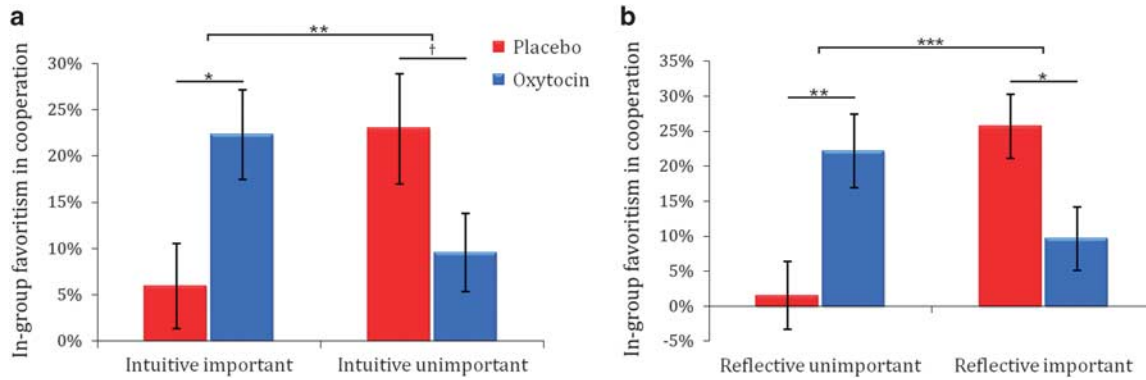 a
**
Placebo
Oxytocin
*
†
In-group favoritism in cooperation
30%
25%
20%
15%
10%
5%
0%
Intuitive important
Intuitive unimportant
b
***
**
*
In-group favoritism in cooperation
35%
30%
25%
20%
15%
10%
5%
0%
-5%
Reflective unimportant
Reflective important